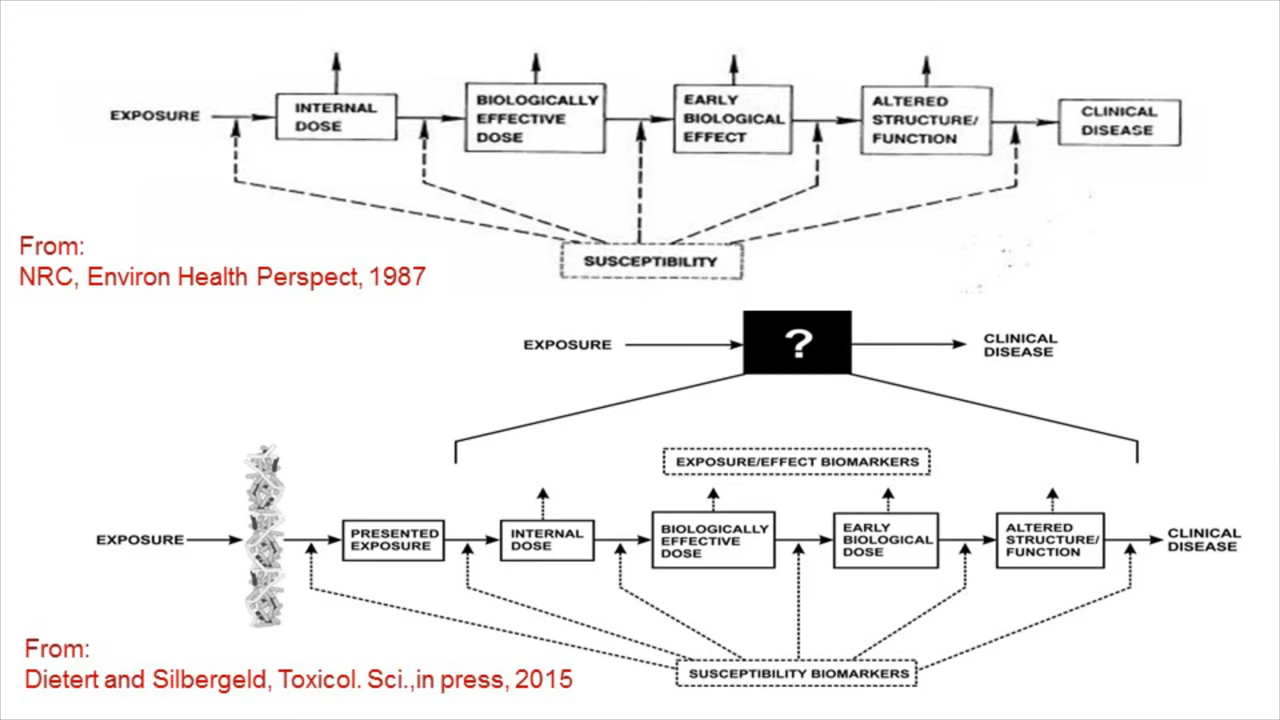 EXPOSURE
INTERNAL
DOSE
BIOLOGICALLY
EFFECTIVE
DOSE
EARLY
BIOLOGICAL
EFFECT
ALTERED
STRUCTURE/
FUNCTION
CLINICAL
DISEASE
SUSCEPTIBILITY
From:
NRC, Environ Health Perspect, 1987
EXPOSURE
?
CLINICAL
DISEASE
EXPOSURE/EFFECT BIOMARKERS
EXPOSURE
PRESENTED
EXPOSURE
INTERNAL
DOSE
BIOLOGICALLY
EFFECTIVE
DOSE
EARLY
BIOLOGICAL
DOSE
ALTERED
STRUCTURE/
FUNCTION
CLINICAL
DISEASE
SUSCEPTIBILITY BIOMARKERS
From:
Dietert and Silbergeld, Toxicol. Sci.,in press, 2015